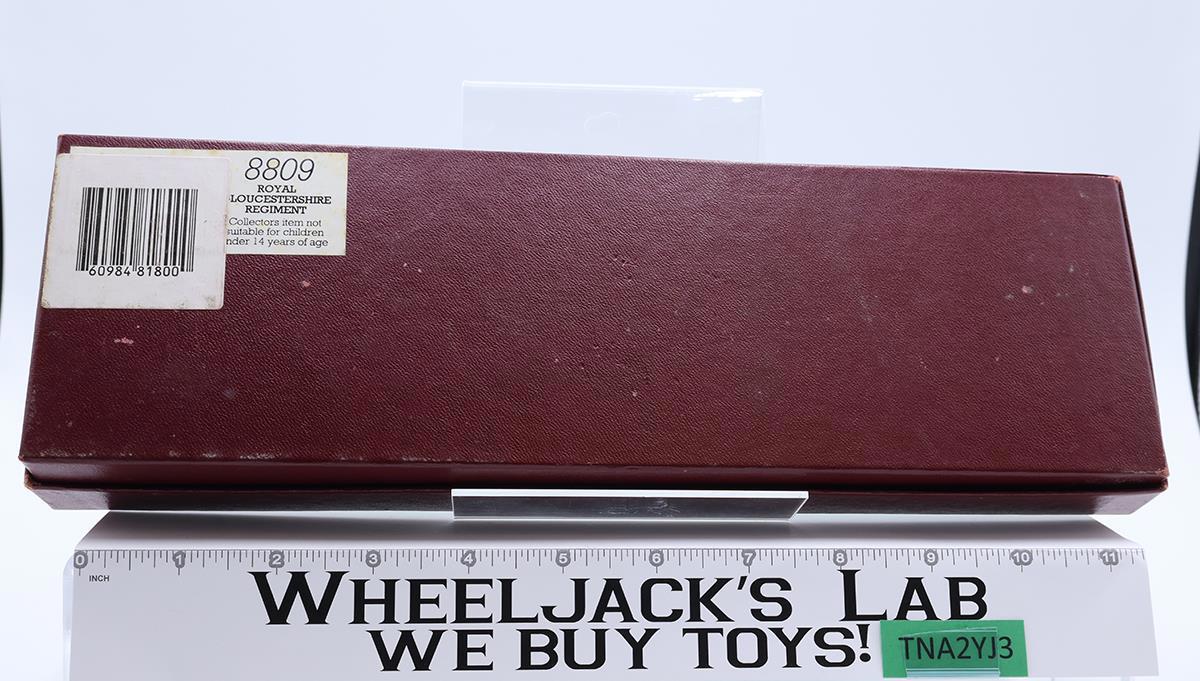 8809
ROYAL
LOUCESTERSHIRE
REGIMENT
Collectors item not
suitable for children
nder 14 years of age
60984 81800
0 1 2 3 4 5 6 7 8 9 10 11
INCH
WHEELJACK'S LAB
WE BUY TOYS!
TNA2YJ3